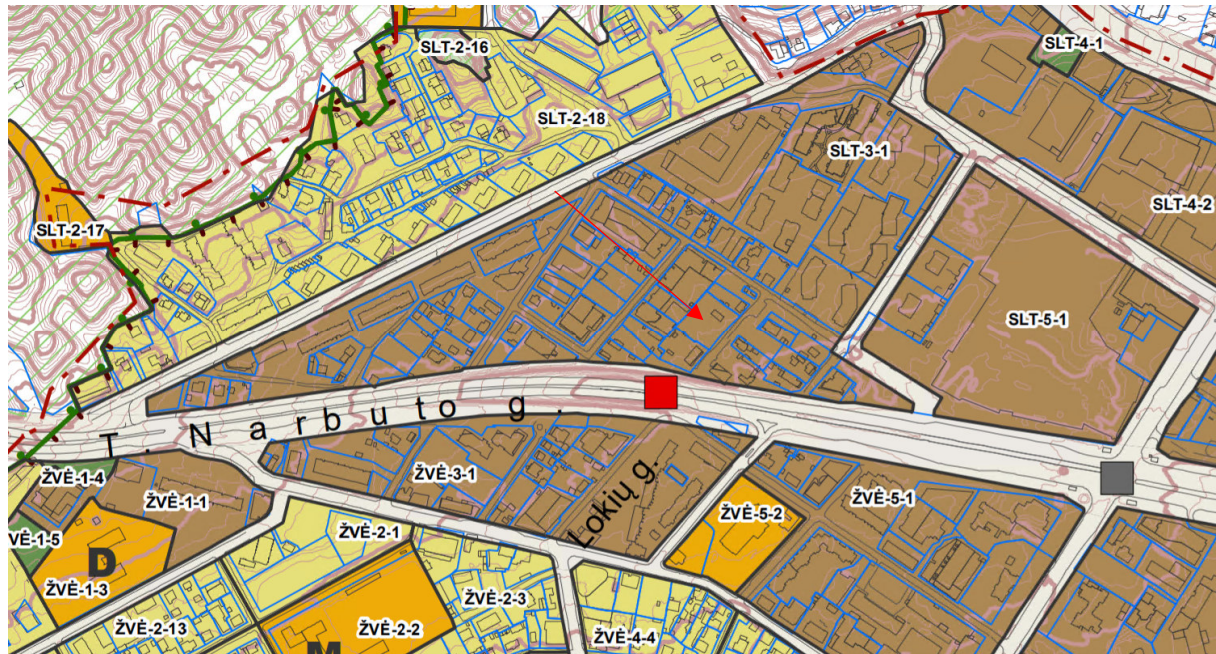 SLT-2-16
SLT-4-1
SLT-2-18
SLT-3-1
SLT-4-2
SLT-2-17
SLT-5-1
T. Narbuto g.
ŽVĖ-1-4
ŽVĖ-3-1
Lokių g.
ŽVĖ-1-1
ŽVĖ-5-1
ŽVĖ-5-2
VĖ-1-5
ŽVĖ-2-1
D
ŽVĖ-1-3
ŽVĖ-2-3
ŽVĖ-2-13
ŽVĖ-2-2
ŽVĖ-4-4
M